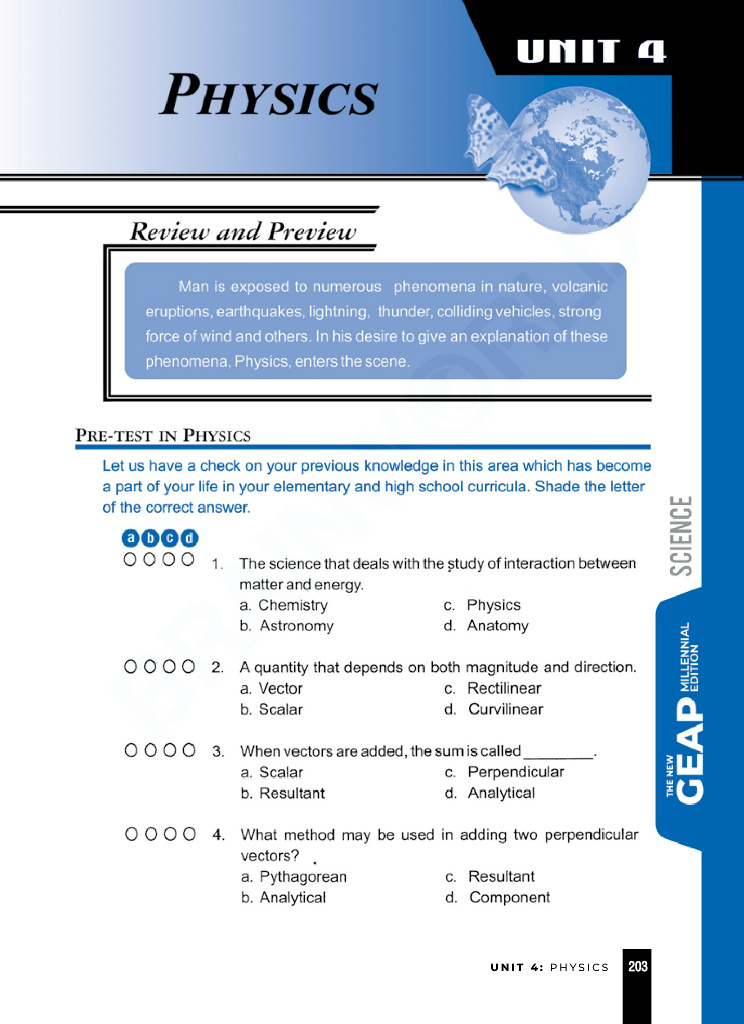 UNIT 4
PHYSICS
Review and Preview
Man is exposed to numerous phenomena in nature, volcanic
eruptions, earthquakes, lightning, thunder, colliding vehicles, strong
force of wind and others. In his desire to give an explanation of these
phenomena, Physics, enters the scene.
PRE-TEST IN PHYSICS
Let us have a check on your previous knowledge in this area which has become
a part of your life in your elementary and high school curricula. Shade the letter
of the correct answer.
a b c d
1. The science that deals with the study of interaction between
matter and energy.
a. Chemistry c. Physics
b. Astronomy d. Anatomy
2. A quantity that depends on both magnitude and direction.
a. Vector c. Rectilinear
b. Scalar d. Curvilinear
3. When vectors are added, the sum is called _________.
a. Scalar c. Perpendicular
b. Resultant d. Analytical
4. What method may be used in adding two perpendicular
vectors?
a. Pythagorean c. Resultant
b. Analytical d. Component
SCIENCE
THE NEW
GEAP
MILLENNIAL
EDITION
UNIT 4: PHYSICS 203